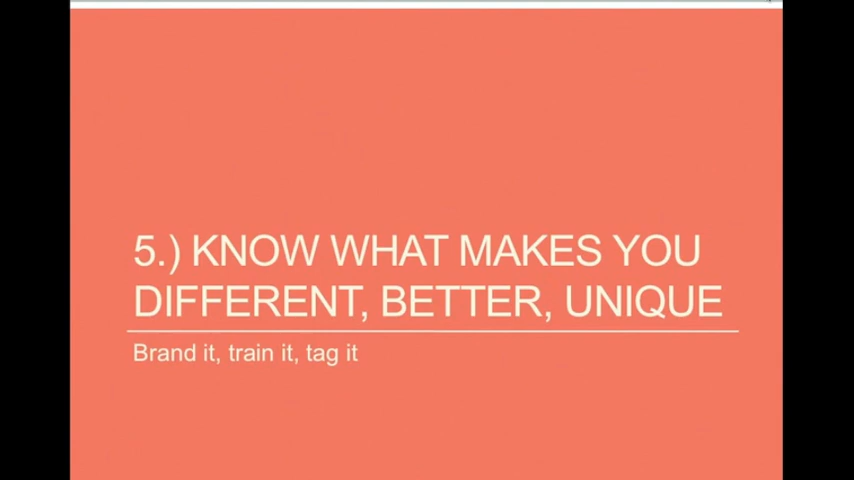 5.) KNOW WHAT MAKES YOU
DIFFERENT, BETTER, UNIQUE
Brand it, train it, tag it